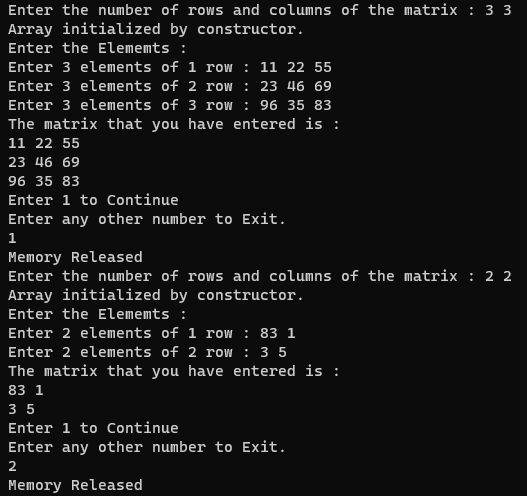 Enter the number of rows and columns of the matrix : 3 3
Array initialized by constructor.
Enter the Elememts :
Enter 3 elements of 1 row : 11 22 55
Enter 3 elements of 2 row : 23 46 69
Enter 3 elements of 3 row : 96 35 83
The matrix that you have entered is :
11 22 55
23 46 69
96 35 83
Enter 1 to Continue
Enter any other number to Exit.
1
Memory Released
Enter the number of rows and columns of the matrix : 2 2
Array initialized by constructor.
Enter the Elememts :
Enter 2 elements of 1 row : 83 1
Enter 2 elements of 2 row : 3 5
The matrix that you have entered is :
83 1
3 5
Enter 1 to Continue
Enter any other number to Exit.
2
Memory Released